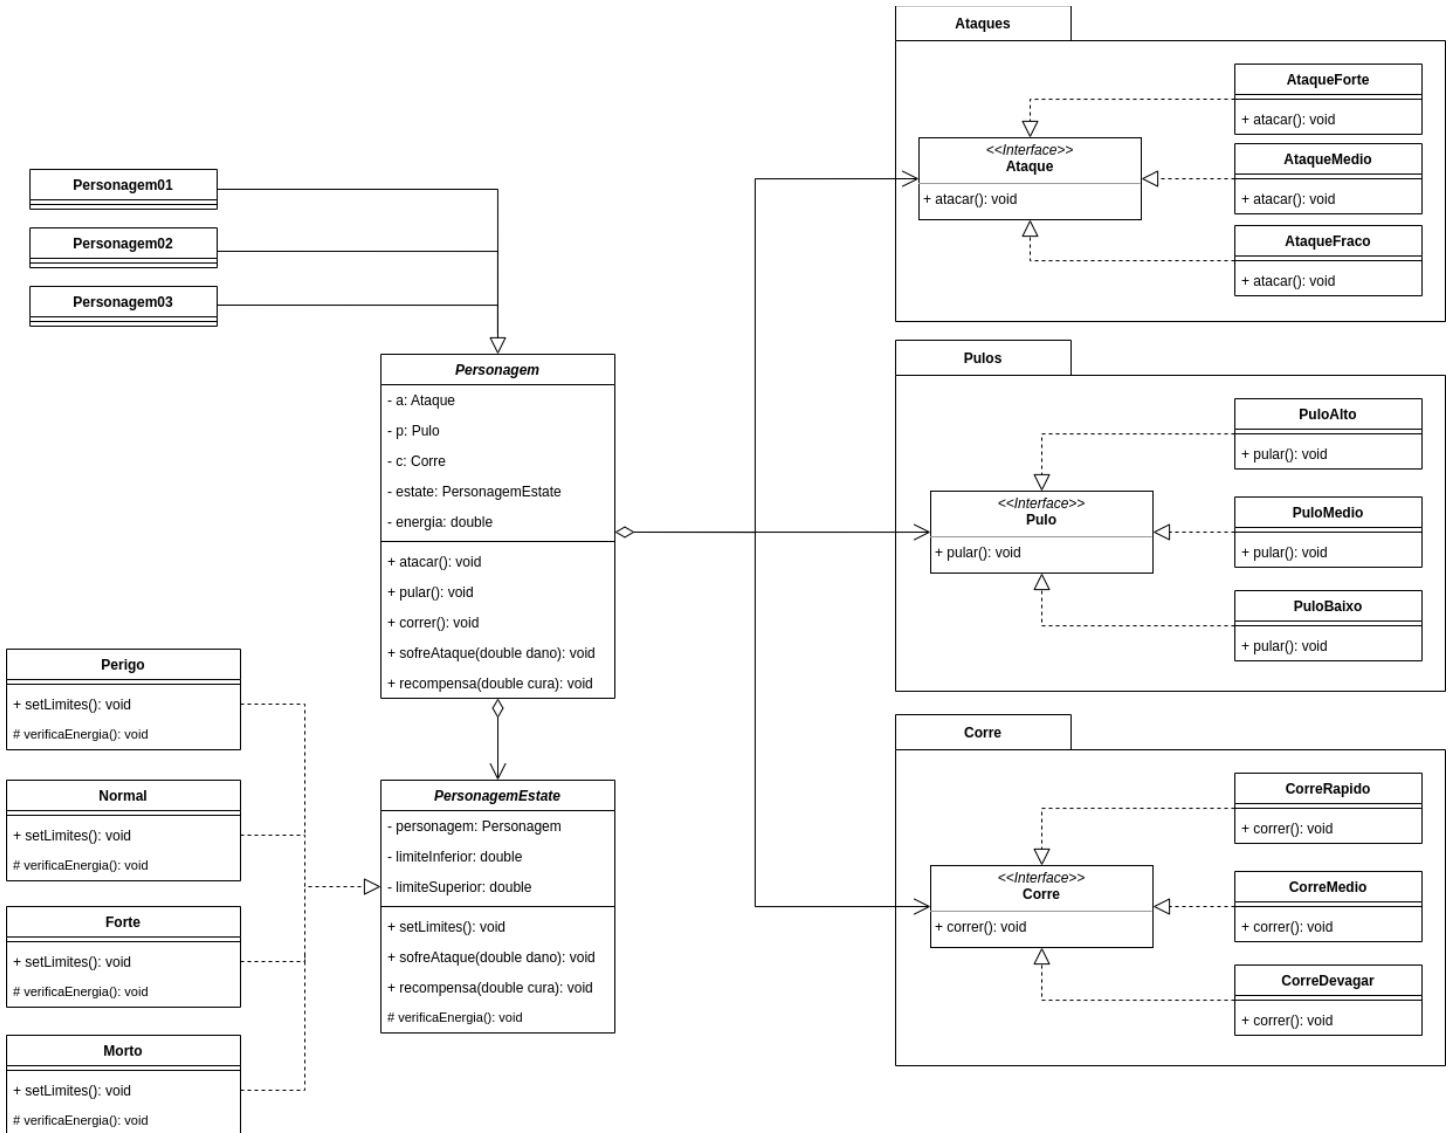 Personagem01
Personagem02
Personagem03
Personagem
- a: Ataque
- p: Pulo
- c: Corre
- estate: PersonagemEstate
- energia: double
+ atacar(): void
+ pular(): void
+ correr(): void
+ sofreAtaque(double dano): void
+ recompensa(double cura): void
Perigo
+ setLimites(): void
# verificaEnergia(): void
Normal
+ setLimites(): void
# verificaEnergia(): void
Forte
+ setLimites(): void
# verificaEnergia(): void
Morto
+ setLimites(): void
# verificaEnergia(): void
PersonagemEstate
- personagem: Personagem
- limiteInferior: double
- limiteSuperior: double
+ setLimites(): void
+ sofreAtaque(double dano): void
+ recompensa(double cura): void
# verificaEnergia(): void
Ataques
<<Interface>>
Ataque
+ atacar(): void
AtaqueForte
+ atacar(): void
AtaqueMedio
+ atacar(): void
AtaqueFraco
+ atacar(): void
Pulos
<<Interface>>
Pulo
+ pular(): void
PuloAlto
+ pular(): void
PuloMedio
+ pular(): void
PuloBaixo
+ pular(): void
Corre
<<Interface>>
Corre
+ correr(): void
CorreRapido
+ correr(): void
CorreMedio
+ correr(): void
CorreDevagar
+ correr(): void